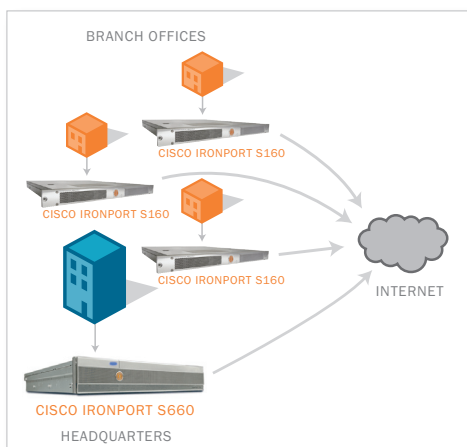 BRANCH OFFICES
CISCO IRONPORT S160
CISCO IRONPORT S160
CISCO IRONPORT S160
INTERNET
CISCO IRONPORT S660
HEADQUARTERS